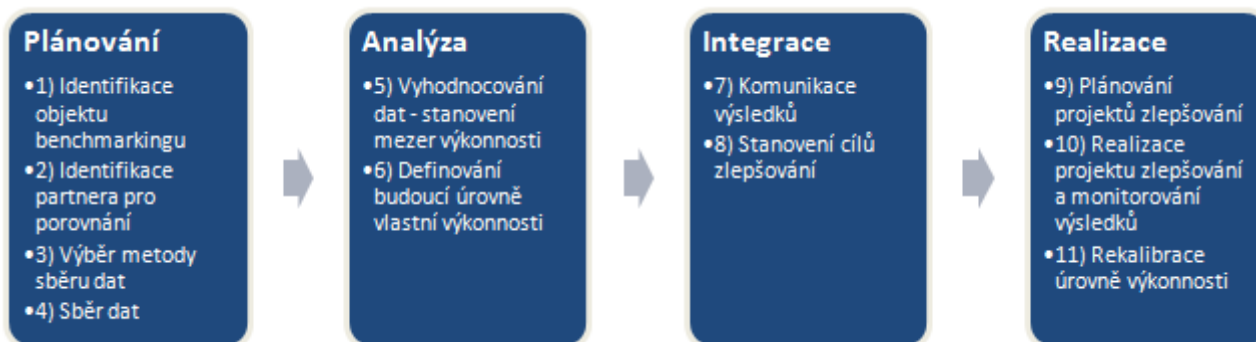 Plánování
•1) Identifikace
objektu
benchmarkingu
•2) Identifikace
partnera pro
porovnání
•3) Výběr metody
sběru dat
•4) Sběr dat
Analýza
•5) Vyhodnocování
dat - stanovení
mezer výkonnosti
•6) Definování
budoucí úrovně
vlastní výkonnosti
Integrace
•7) Komunikace
výsledků
•8) Stanovení cílů
zlepšování
Realizace
•9) Plánování
projektů zlepšování
•10) Realizace
projektu zlepšování
a monitorování
výsledků
•11) Rekalibrace
úrovně výkonnosti